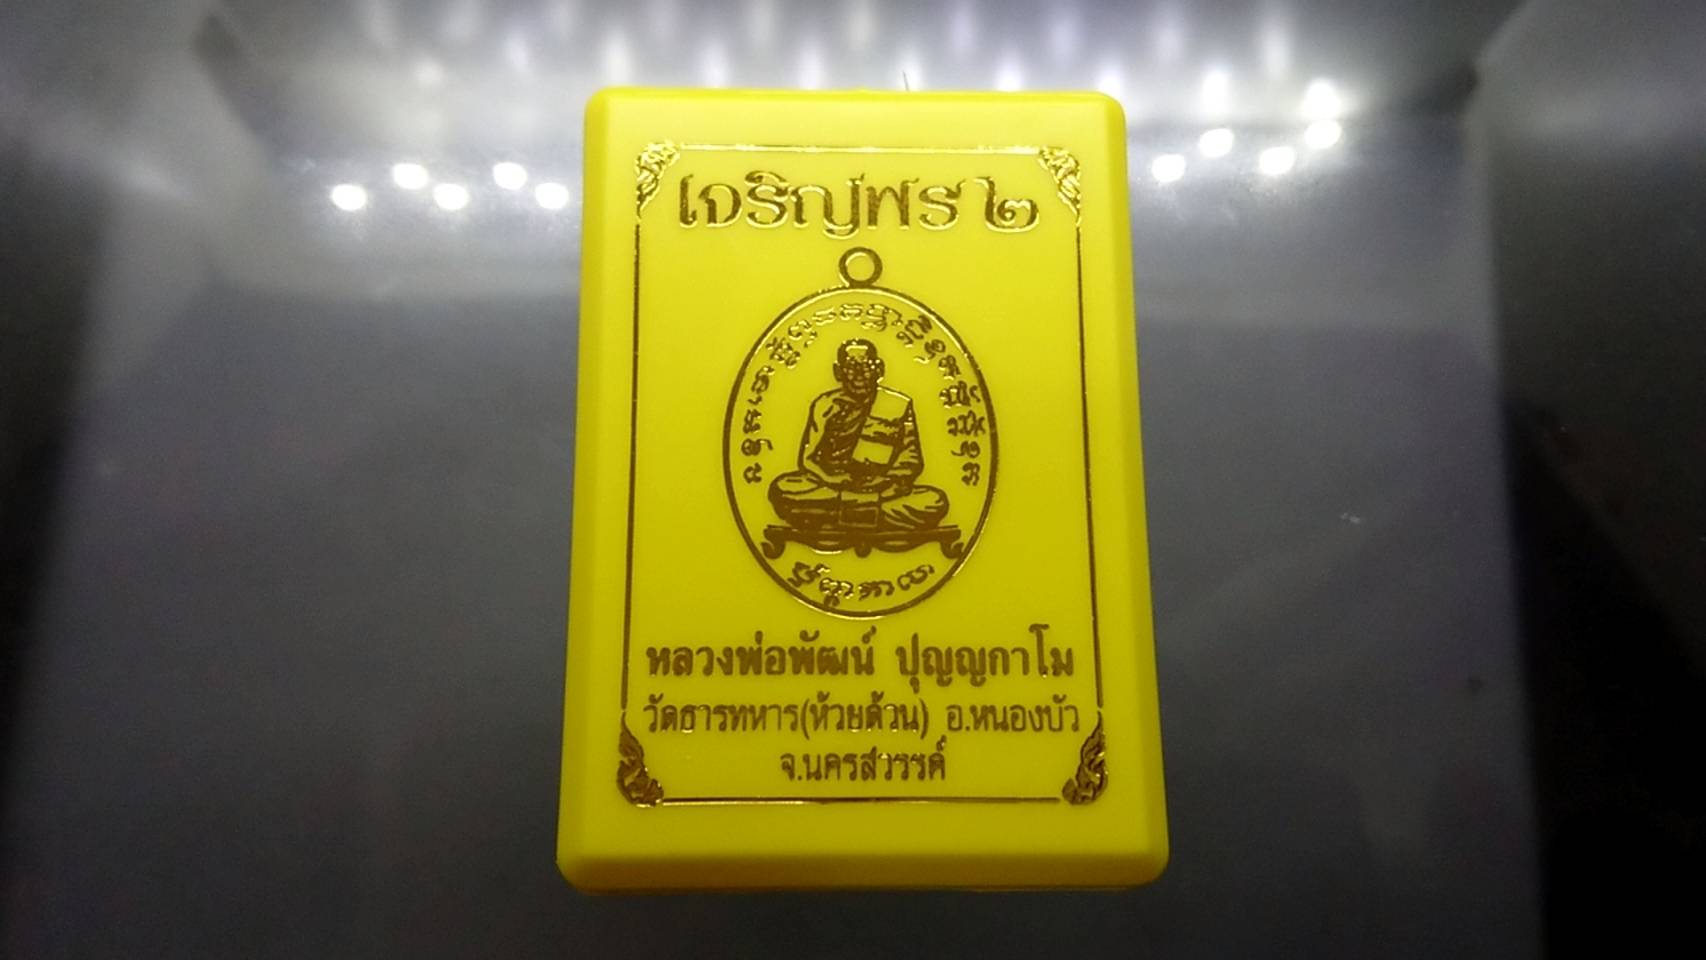 เจริญพร ๒
หลวงพ่อพัฒน์ ปุญญกาโม
วัดธารทหาร(ห้วยด้วน) อ.หนองบัว
จ.นครสวรรค์